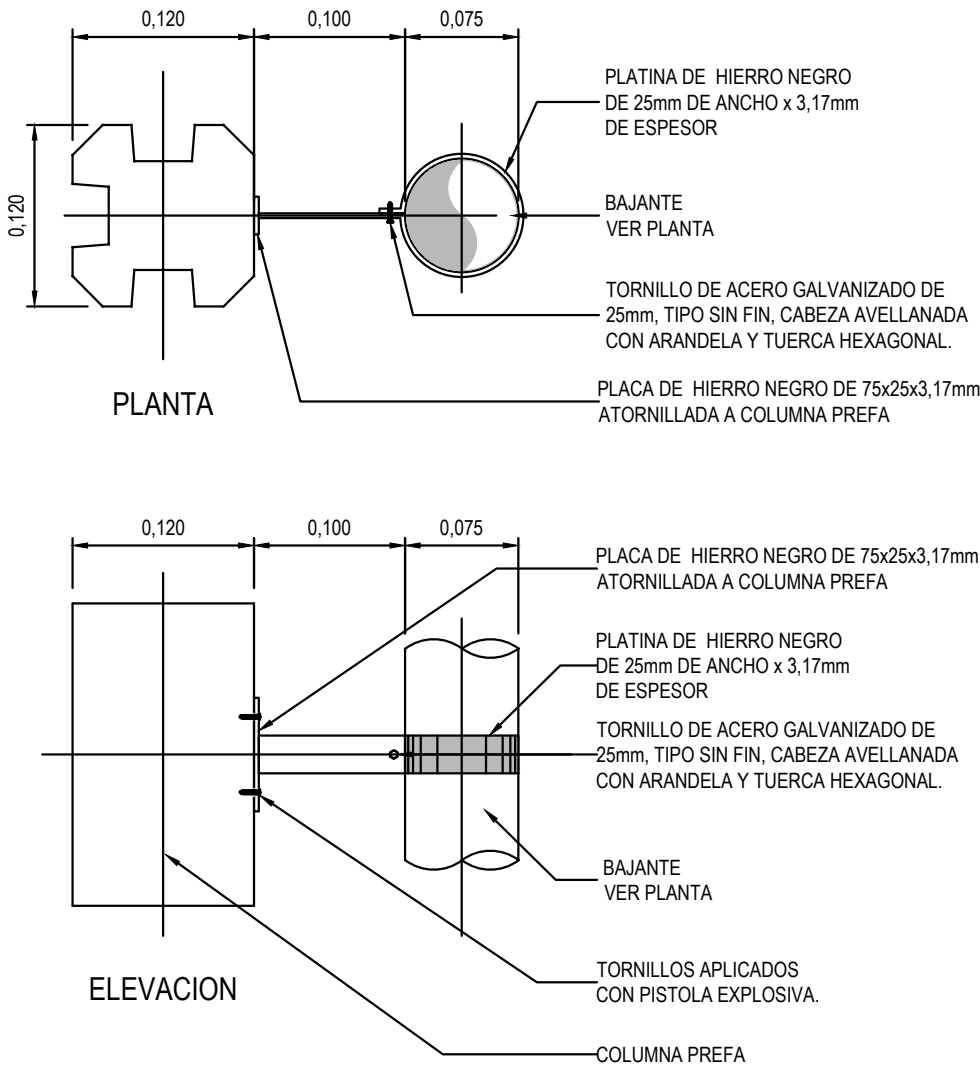 0,120
0,100
0,075
PLATINA DE HIERRO NEGRO
DE 25mm DE ANCHO x 3,17mm
DE ESPESOR
0,120
BAJANTE
VER PLANTA
TORNILLO DE ACERO GALVANIZADO DE
25mm, TIPO SIN FIN, CABEZA AVELLANADA
CON ARANDELA Y TUERCA HEXAGONAL.
PLANTA
PLACA DE HIERRO NEGRO DE 75x25x3,17mm
ATORNILLADA A COLUMNA PREFA
0,120
0,100
0,075
PLACA DE HIERRO NEGRO DE 75x25x3,17mm
ATORNILLADA A COLUMNA PREFA
PLATINA DE HIERRO NEGRO
DE 25mm DE ANCHO x 3,17mm
DE ESPESOR
TORNILLO DE ACERO GALVANIZADO DE
25mm, TIPO SIN FIN, CABEZA AVELLANADA
CON ARANDELA Y TUERCA HEXAGONAL.
BAJANTE
VER PLANTA
ELEVACION
TORNILLOS APLICADOS
CON PISTOLA EXPLOSIVA.
COLUMNA PREFA